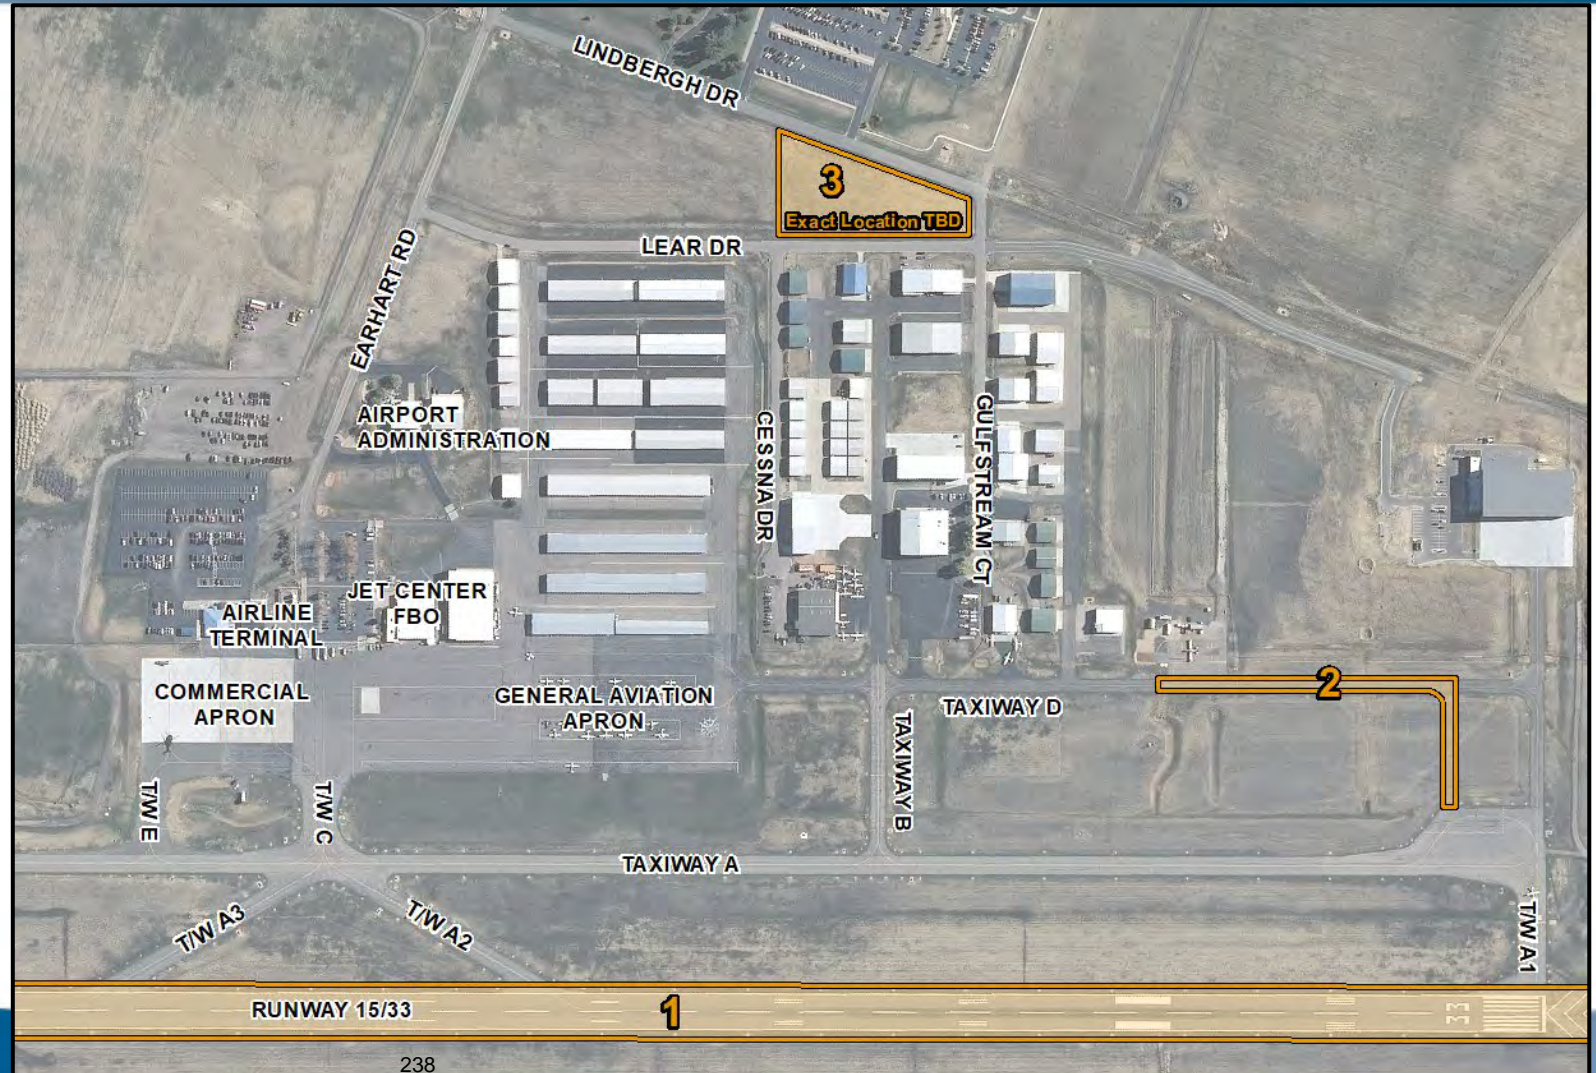 LINDBERGH DR
3
Exact Location TBD
LEAR DR
EARHART RD
AIRPORT
ADMINISTRATION
CESSNA DR
GULFSTREAM CT
JET CENTER
FBO
AIRLINE
TERMINAL
COMMERCIAL
APRON
GENERAL AVIATION
APRON
2
TAXIWAY D
TAXIWAY B
T/W E
T/W C
TAXIWAY A
T/W A3
T/W A2
T/W A1
RUNWAY 15/33
1
33
238